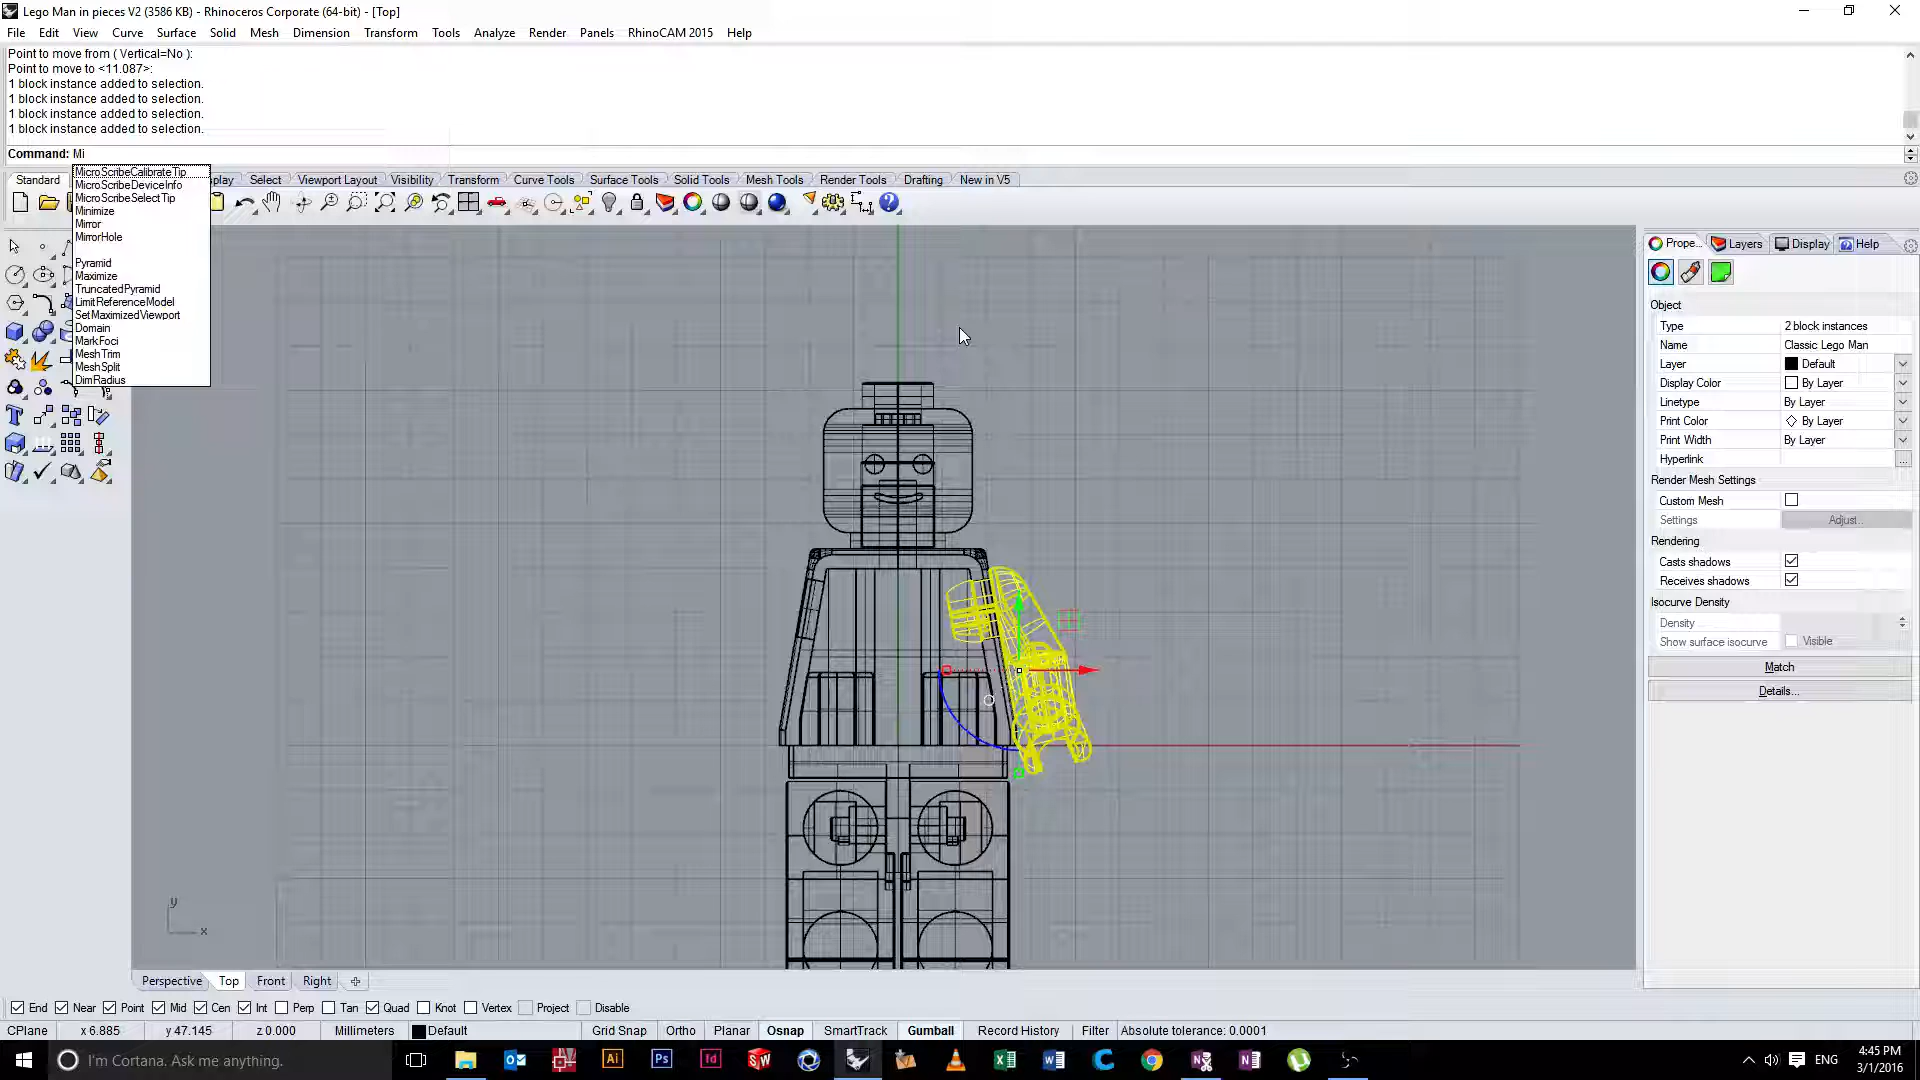 Lego Man in pieces V2 (3586 KB) - Rhinoceros Corporate (64-bit) - [Top]
File Edit View Curve Surface Solid Mesh Dimension Transform Tools Analyze Render Panels RhinoCAM 2015 Help
Point to move from ( Vertical=No ):
Point to move to <11.087>:
1 block instance added to selection.
1 block instance added to selection.
1 block instance added to selection.
1 block instance added to selection.
Command: Mi
MicroScribeCalibrateTip
MicroScribeDeviceInfo
MicroScribeSelectTip
Minimize
Mirror
MirrorHole
Pyramid
Maximize
TruncatedPyramid
LimitReferenceModel
SetMaximizedViewport
Domain
MarkFoci
MeshTrim
MeshSplit
DimRadius
Standard play Select Viewport Layout Visibility Transform Curve Tools Surface Tools Solid Tools Mesh Tools Render Tools Drafting New in V5
Prope... Layers Display Help
Object
Type 2 block instances
Name Classic Lego Man
Layer Default
Display Color By Layer
Linetype By Layer
Print Color By Layer
Print Width By Layer
Hyperlink ...
Render Mesh Settings
Custom Mesh
Settings Adjust...
Rendering
Casts shadows
Receives shadows
Isocurve Density
Density
Show surface isocurve Visible
Match
Details...
y
x
Perspective Top Front Right
End Near Point Mid Cen Int Perp Tan Quad Knot Vertex Project Disable
CPlane x 6.885 y 47.145 z 0.000 Millimeters Default Grid Snap Ortho Planar Osnap SmartTrack Gumball Record History Filter Absolute tolerance: 0.0001
I'm Cortana. Ask me anything.
Ai Ps Id SW
ENG
4:45 PM
3/1/2016